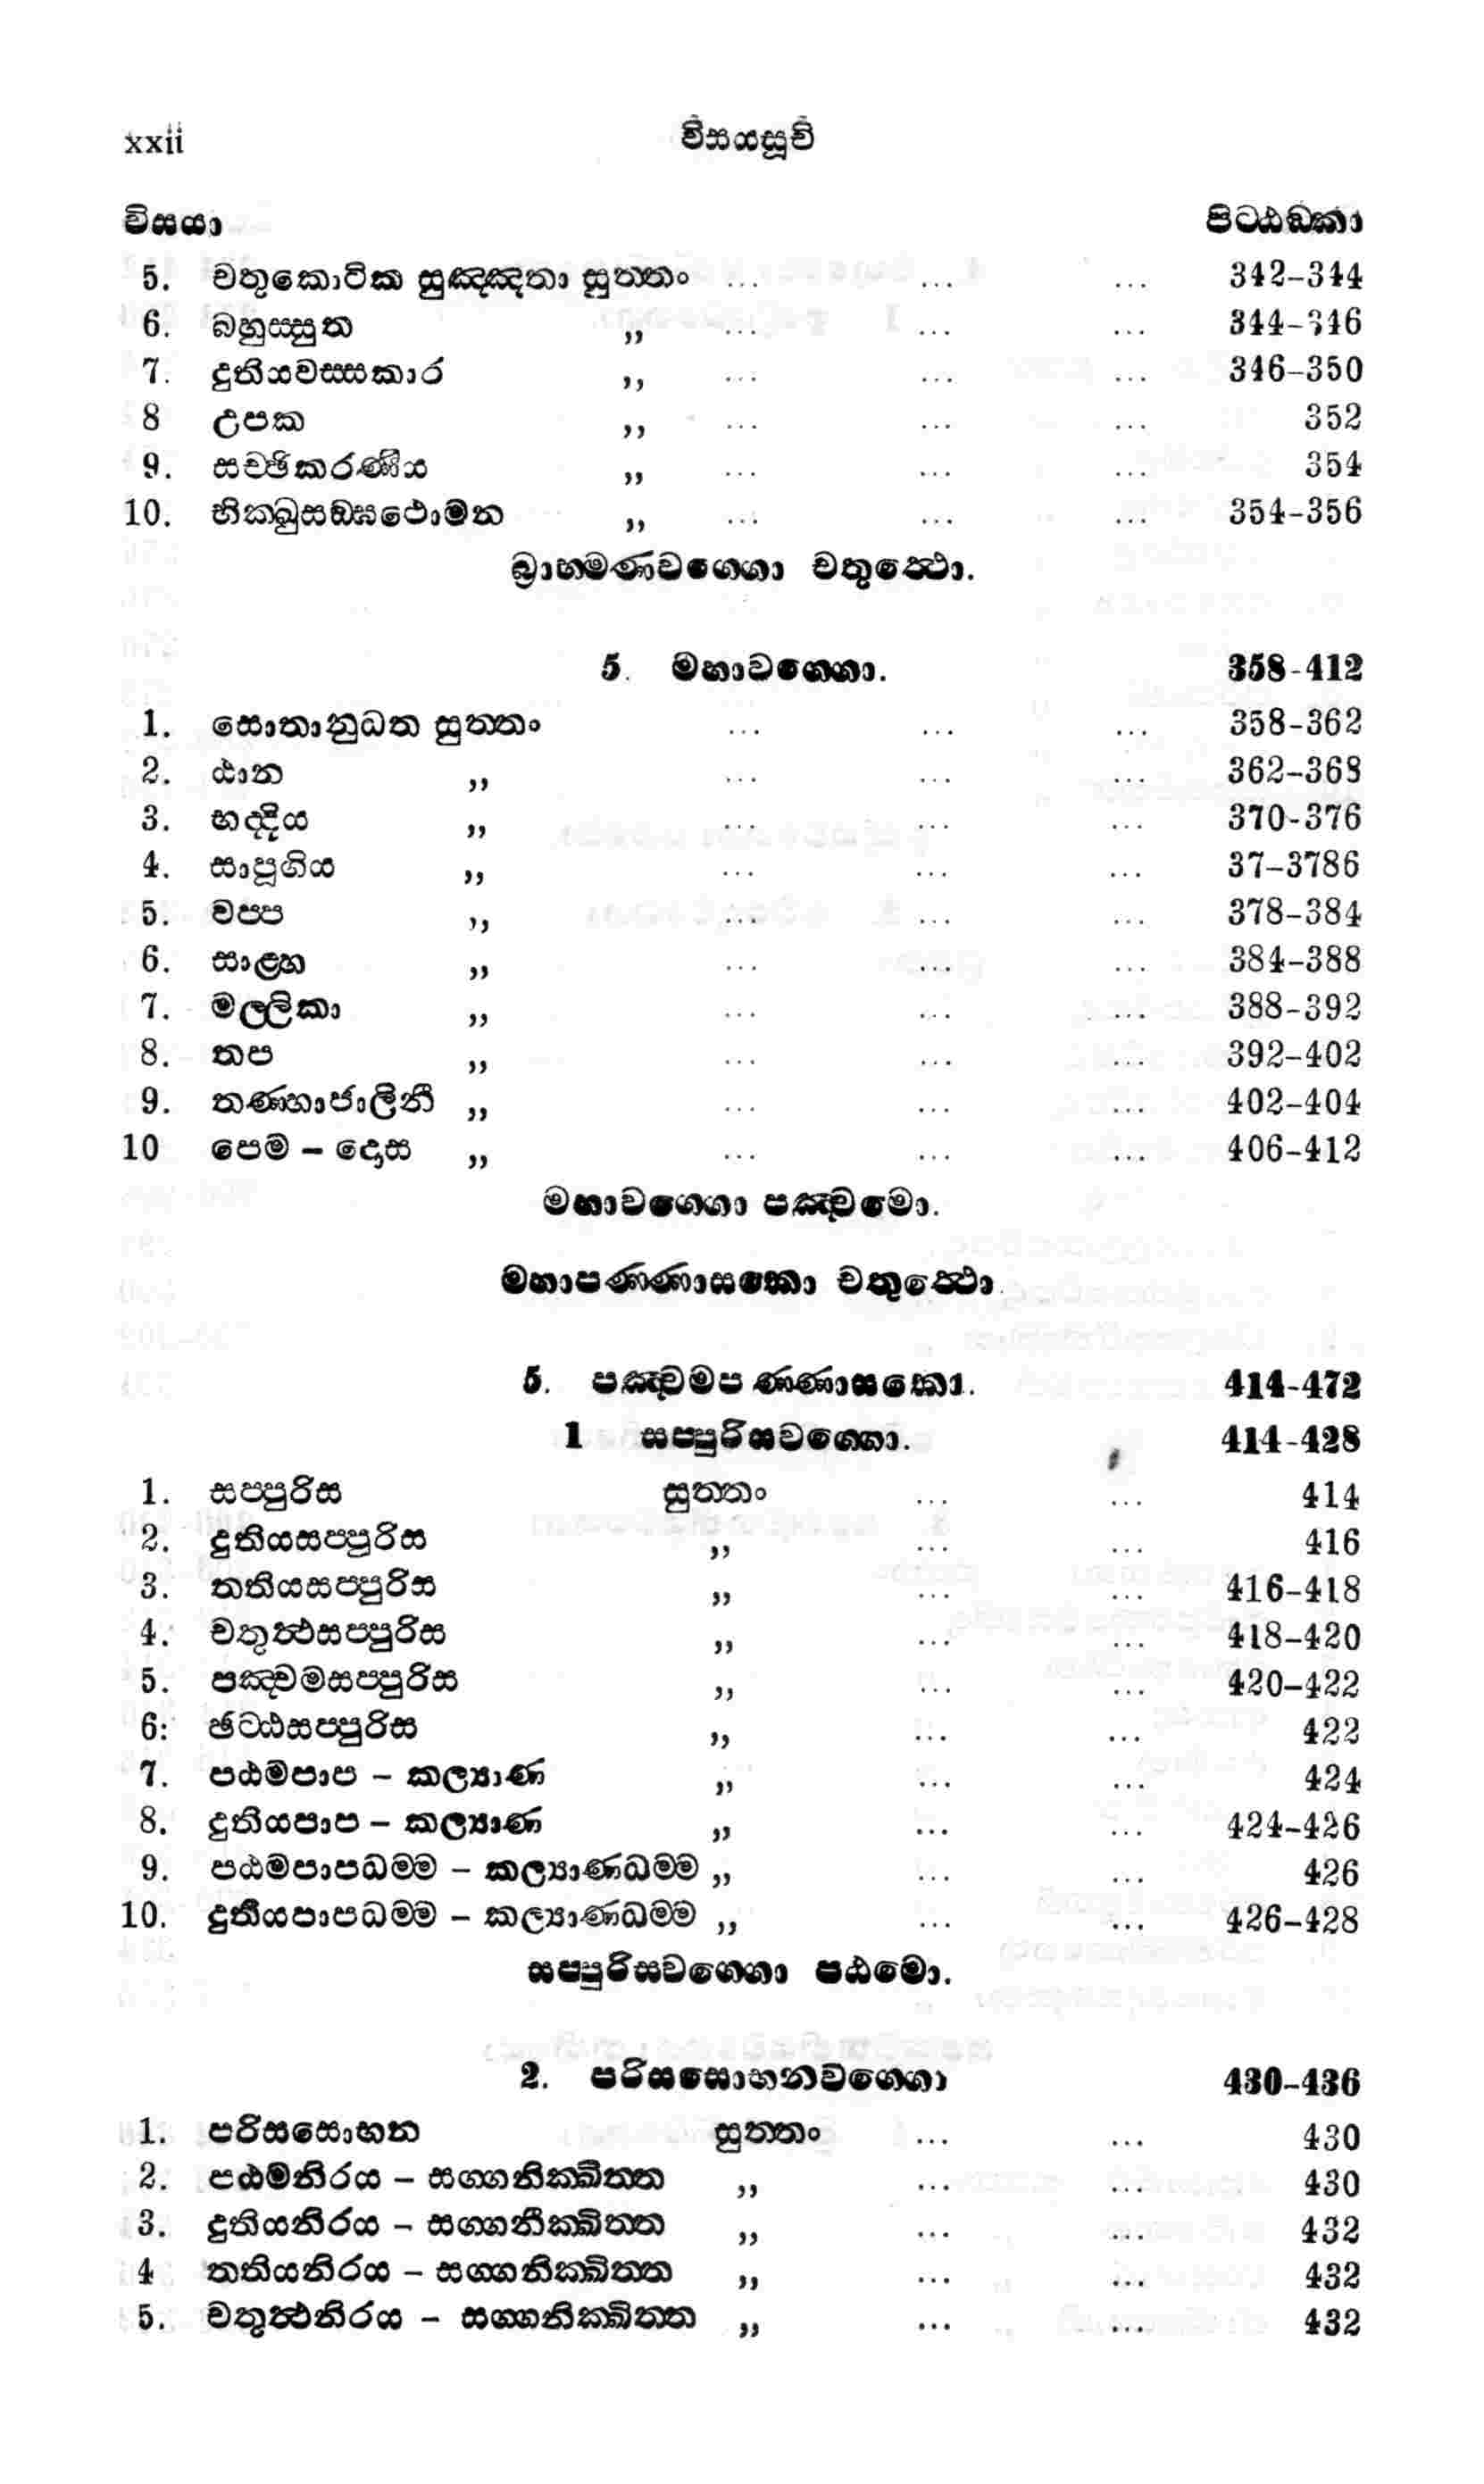 xxii විසයසූචි
විසයා පිට්ඨඞ්කා
5. චතුකොටික සුඤ්ඤතා සුත්තං ... ... ... 342–344
6. බහුස්සුත ,, ... ... ... 344–346
7. දුතියවස්සකාර ,, ... ... ... 346–350
8 උපක ,, ... ... ... 352
9. සච්ඡිකරණීය ,, ... ... ... 354
10. භික්ඛුසඞ්ඝථොමන ,, ... ... ... 354–356
බ්‍රාහ්මණවග්ගො චතුත්ථො.
5. මහාවග්ගො. 358-412
1. සොතානුධත සුත්තං ... ... ... 358–362
2. ඨාන ,, ... ... ... 362–368
3. භද්දිය ,, ... ... ... 370-376
4. සාපූගිය ,, ... ... ... 37–3786
5. වප්ප ,, ... ... ... 378–384
6. සාළ්හ ,, ... ... ... 384–388
7. මල්ලිකා ,, ... ... ... 388–392
8. තප ,, ... ... ... 392–402
9. තණ්හාජාලිනී ,, ... ... ... 402–404
10 පෙම – දොස ,, ... ... ... 406–412
මහාවග්ගො පඤ්චමො.
මහාපණ්ණාසකො චතුත්ථො.
5. පඤ්චමපණ්ණාසකො. 414-472
1 සප්පුරිසවග්ගො. 414-428
1. සප්පුරිස සුත්තං ... ... 414
2. දුතියසප්පුරිස ,, ... ... 416
3. තතියසප්පුරිස ,, ... ... 416–418
4. චතුත්ථසප්පුරිස ,, ... ... 418–420
5. පඤ්චමසප්පුරිස ,, ... ... 420–422
6: ඡට්ඨසප්පුරිස ,, ... ... 422
7. පඨමපාප – කල්‍යාණ ,, ... ... 424
8. දුතියපාප – කල්‍යාණ ,, ... ... 424–426
9. පඨමපාපධම්ම – කල්‍යාණධම්ම ,, ... ... 426
10. දුතීයපාපධම්ම – කල්‍යාණධම්ම ,, ... ... 426–428
සප්පුරිසවග්ගො පඨමො.
2. පරිසසොභනවග්ගො 430–436
1. පරිසසොභන සුත්තං ... ... 430
2. පඨමනිරය – සග්ගනික්ඛිත්ත ,, ... ... 430
3. දුතියනිරය – සග්ගනීක්ඛිත්ත ,, ... ... 432
4 තතියනිරය – සග්ගනික්ඛිත්ත ,, ... ... 432
5. චතුත්ථනිරය – සග්ගනික්ඛිත්ත ,, ... ... 432